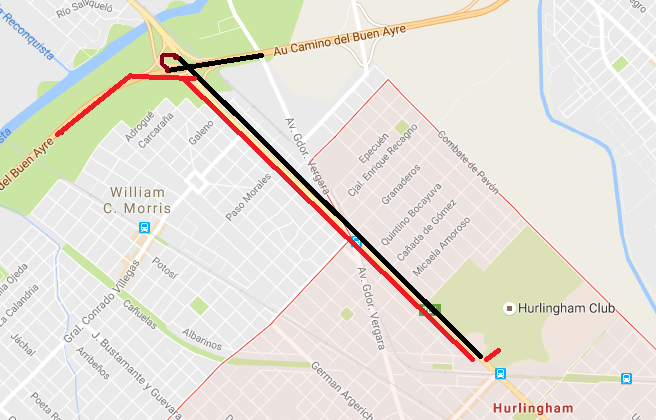 Río Saliqueló
Reconquista
Au Camino del Buen Ayre
del Buen Ayre
Adrogué
Carcaraña
Galeno
Av. Gdor. Vergara
Epecuén
Cjal. Enrique Recagno
Combate de Pavón
Granaderos
William
C. Morris
Paso Morales
Quintino Bocayuva
Cañada de Gómez
Micaela Amoroso
Potosí
Gral. Conrado Villegas
Cañuelas
Albarinos
Av. Gdor. Vergara
Hurlingham Club
La Calandria
Jáchal
J. Bustamante y Guevara
Arribeños
Poeta
German Argerich
Hurlingham